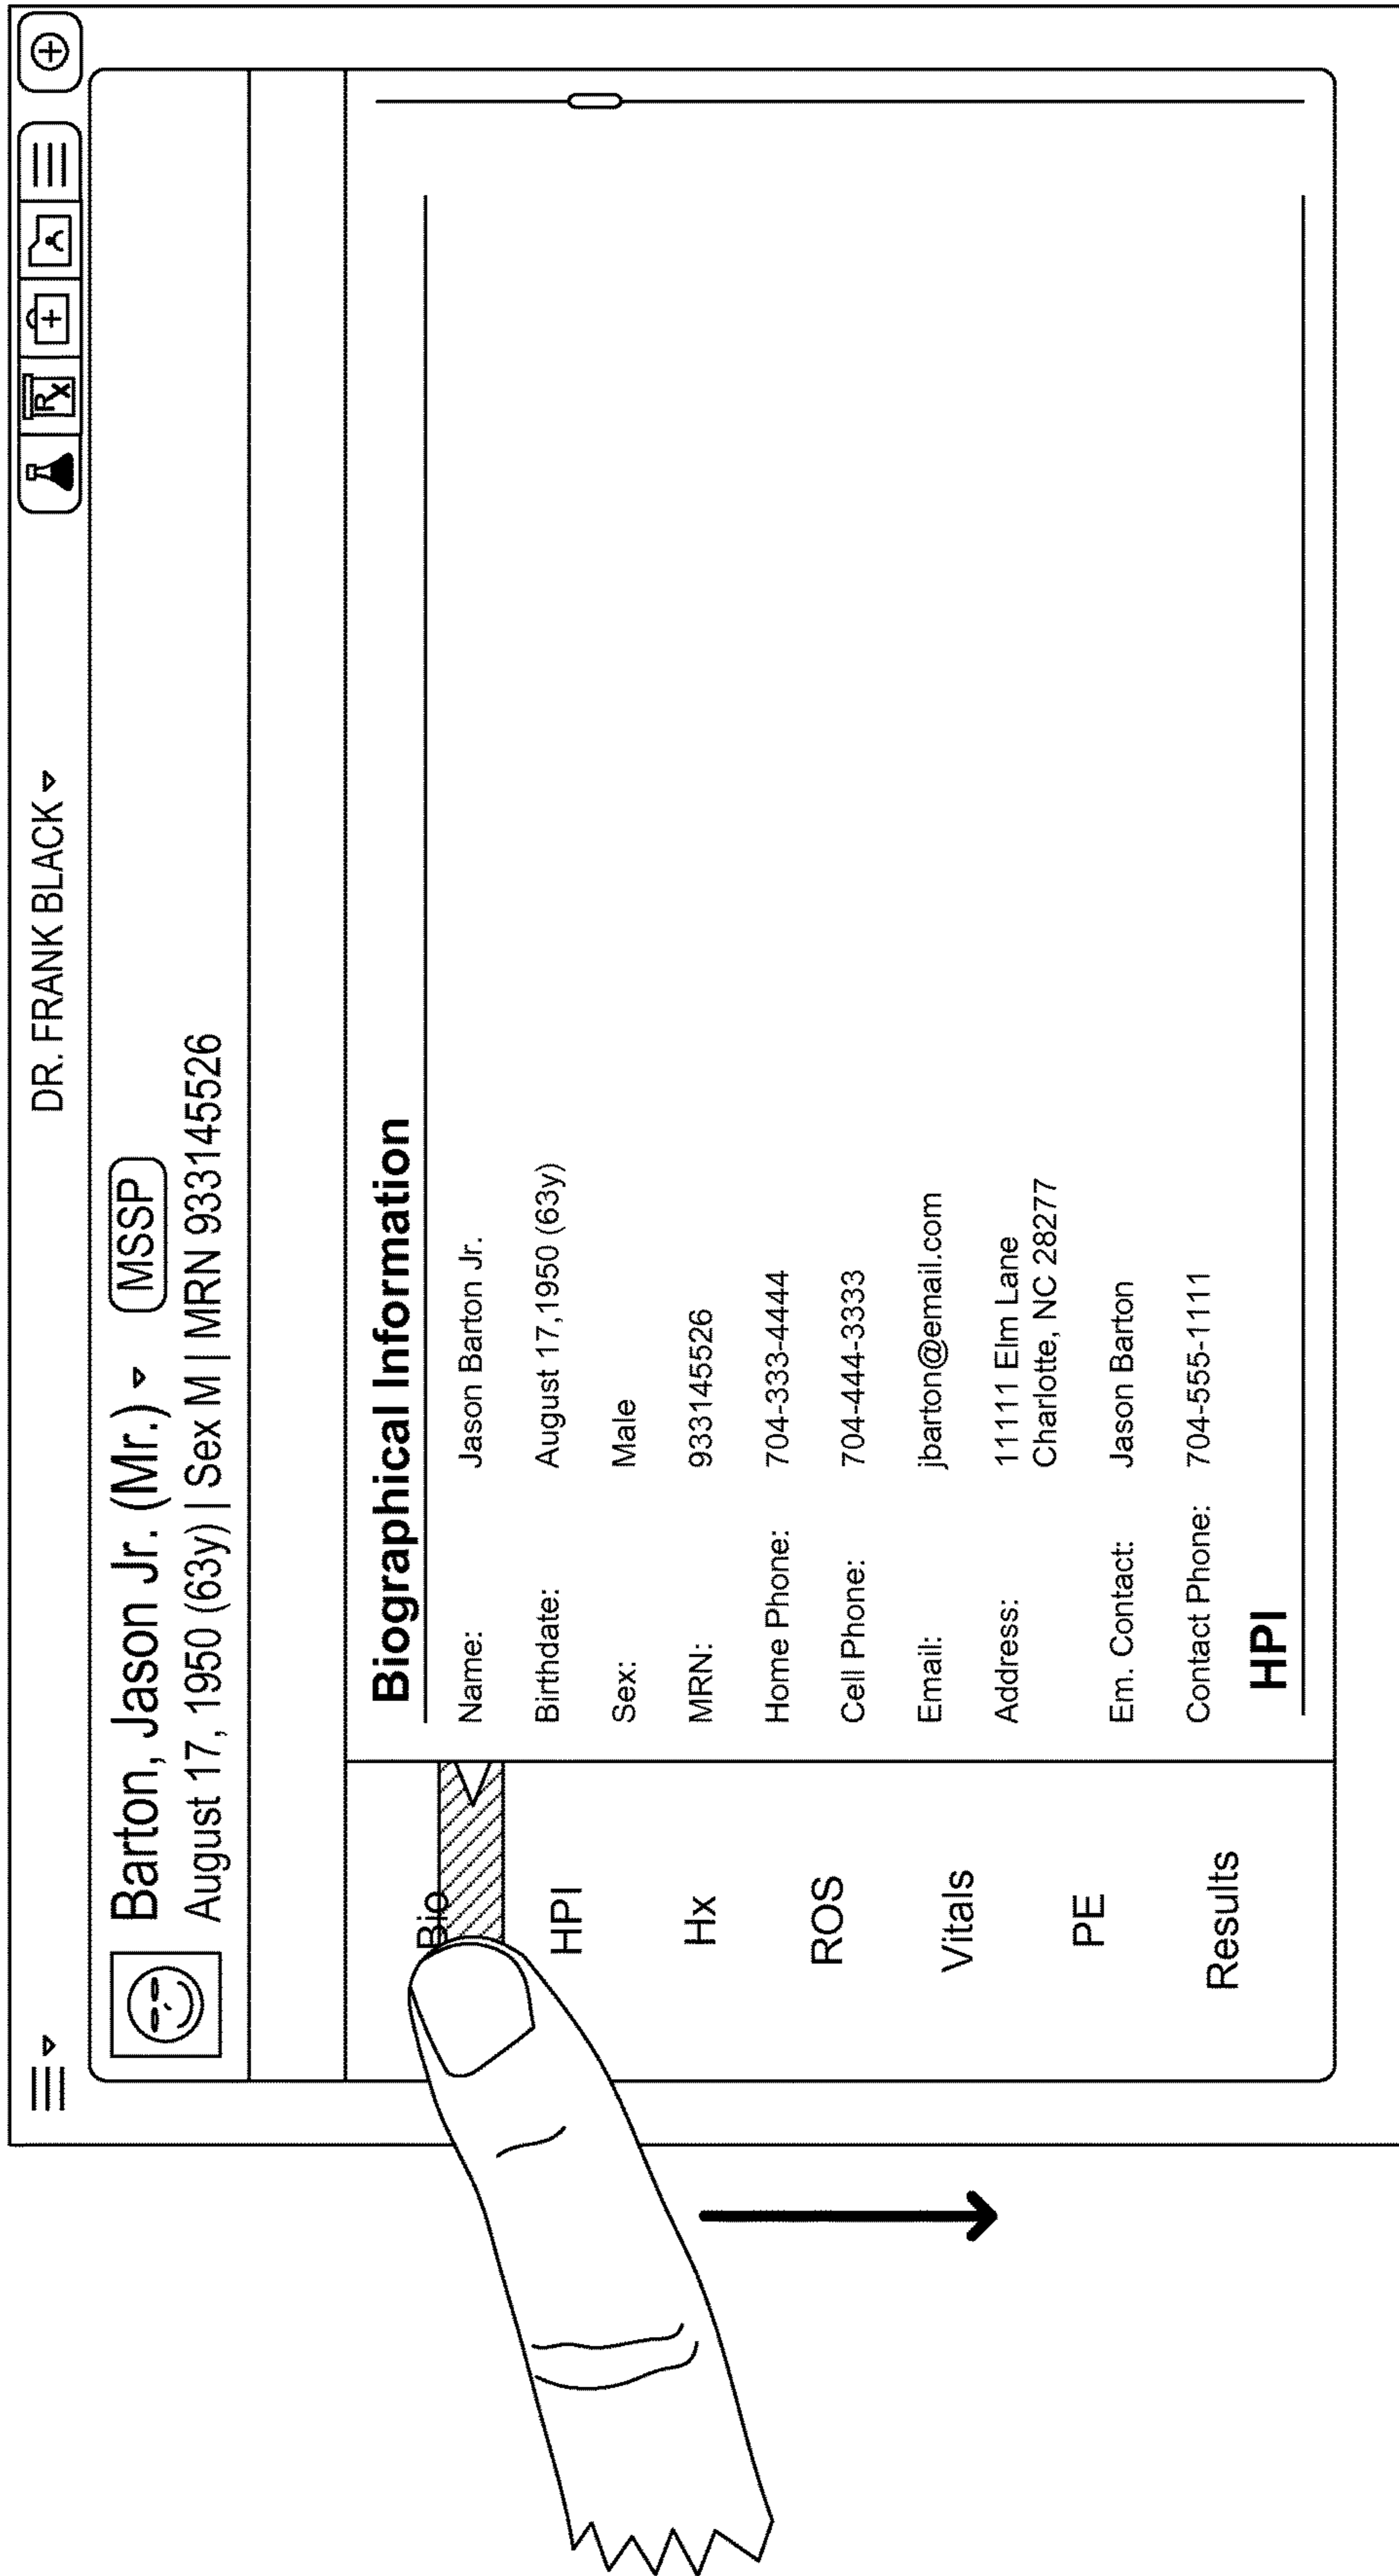 DR. FRANK BLACK
Rx
Barton, Jason Jr. (Mr.) MSSP
August 17, 1950 (63y) | Sex M | MRN 933145526
Bio
HPI
Hx
ROS
Vitals
PE
Results
Biographical Information
Name: Jason Barton Jr.
Birthdate: August 17,1950 (63y)
Sex: Male
MRN: 933145526
Home Phone: 704-333-4444
Cell Phone: 704-444-3333
Email: jbarton@email.com
Address: 11111 Elm Lane
Charlotte, NC 28277
Em. Contact: Jason Barton
Contact Phone: 704-555-1111
HPI